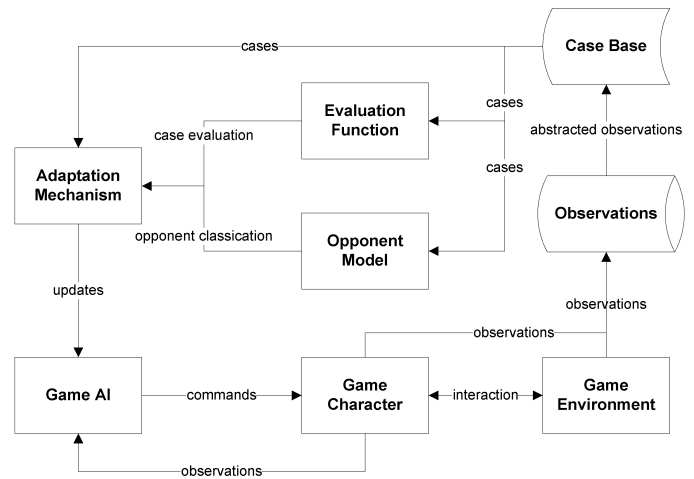 cases
Case Base
Evaluation
Function
cases
case evaluation
abstracted observations
Adaptation
Mechanism
cases
Observations
opponent classication
Opponent
Model
updates
observations
observations
Game AI
commands
Game
Character
interaction
Game
Environment
observations